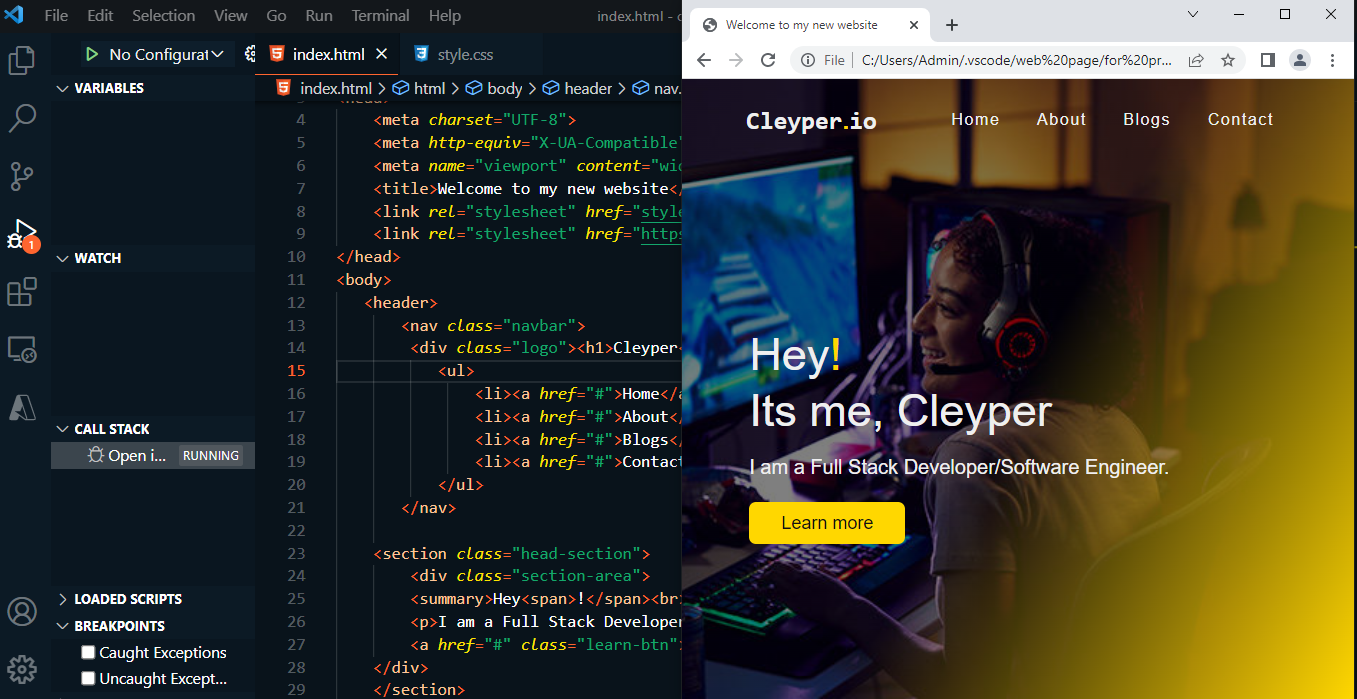 File Edit Selection View Go Run Terminal Help index.html -
No Configurat
index.html
style.css
index.html > html > body > header > nav.
VARIABLES
WATCH
CALL STACK
Open i... RUNNING
LOADED SCRIPTS
BREAKPOINTS
Caught Exceptions
Uncaught Except...
1
4 <meta charset="UTF-8">
5 <meta http-equiv="X-UA-Compatible"
6 <meta name="viewport" content="wid
7 <title>Welcome to my new website</
8 <link rel="stylesheet" href="style
9 <link rel="stylesheet" href="https
10 </head>
11 <body>
12 <header>
13 <nav class="navbar">
14 <div class="logo"><h1>Cleyper<
15 <ul>
16 <li><a href="#">Home</a
17 <li><a href="#">About</
18 <li><a href="#">Blogs</
19 <li><a href="#">Contact
20 </ul>
21 </nav>
22
23 <section class="head-section">
24 <div class="section-area">
25 <summary>Hey<span>!</span><br
26 <p>I am a Full Stack Developer
27 <a href="#" class="learn-btn"
28 </div>
29 </section>
Welcome to my new website
File C:/Users/Admin/.vscode/web%20page/for%20pr...
Cleyper.io Home About Blogs Contact
Hey!
Its me, Cleyper
I am a Full Stack Developer/Software Engineer.
Learn more